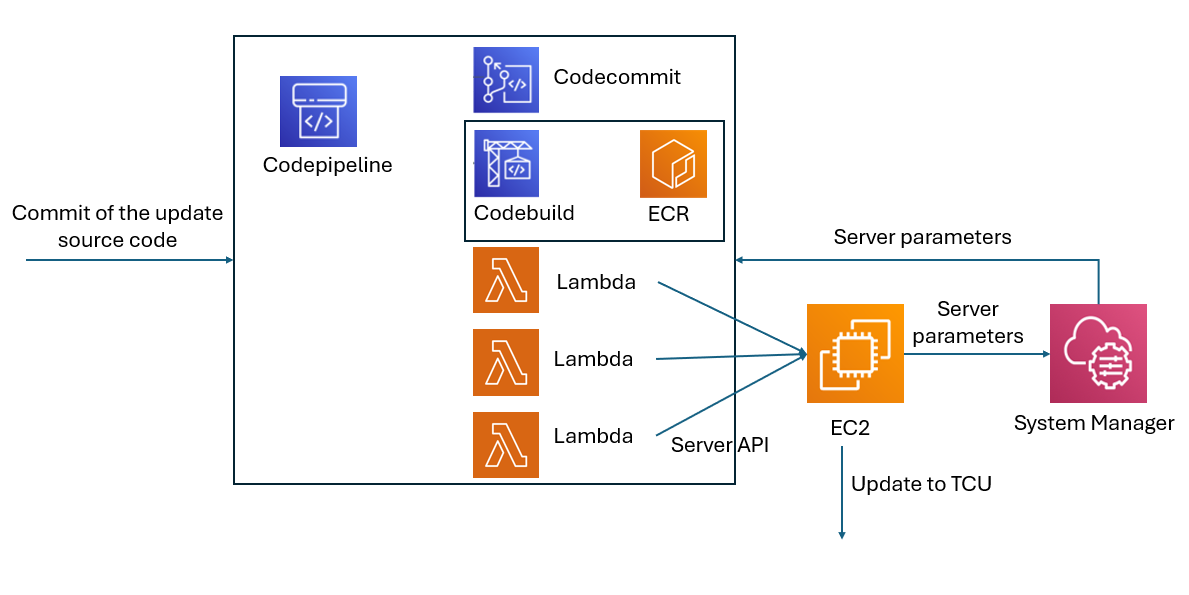 Codecommit
Codepipeline
Codebuild
ECR
Commit of the update
source code
Lambda
Lambda
Lambda
Server API
Server parameters
Server
parameters
EC2
System Manager
Update to TCU